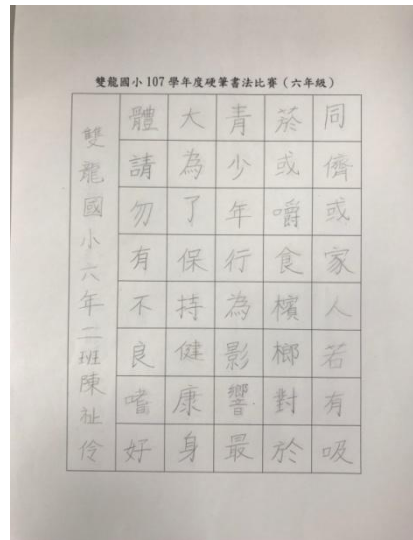 雙龍國小 107 學年度硬筆書法比賽（六年級）
同儕或家人若有吸
菸或嚼食檳榔對於
青少年行為影響最
大為了保持健康身
體請勿有不良嗜好
雙龍國小六年二班陳祉伶